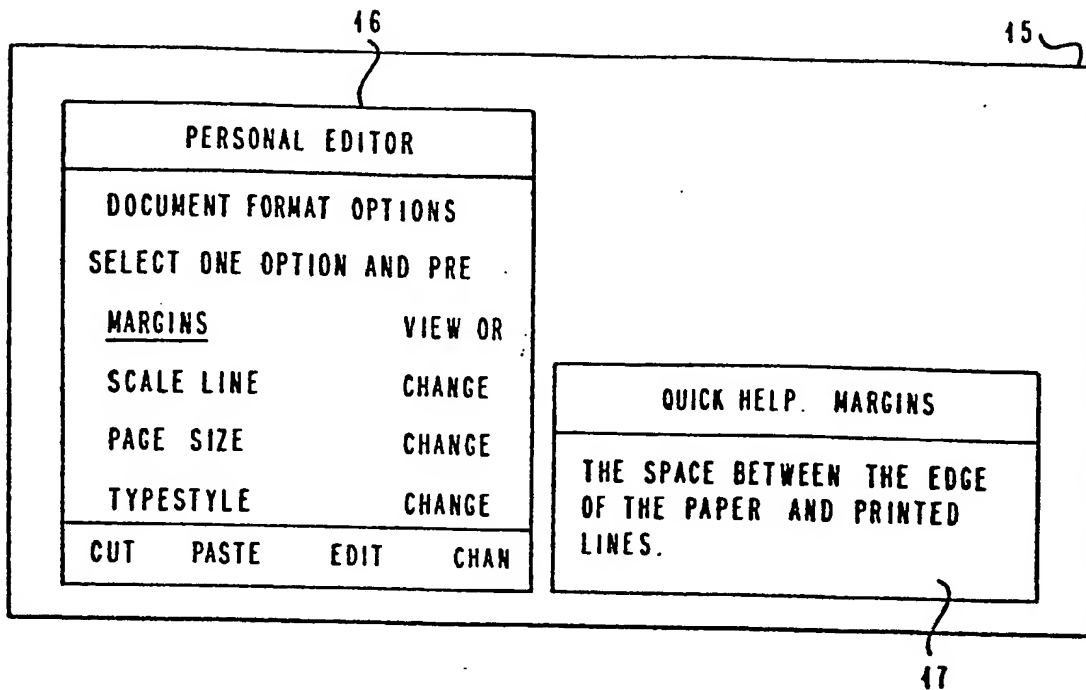 16
15
PERSONAL EDITOR
DOCUMENT FORMAT OPTIONS
SELECT ONE OPTION AND PRE
MARGINS VIEW OR
SCALE LINE CHANGE
PAGE SIZE CHANGE
TYPESTYLE CHANGE
CUT PASTE EDIT CHAN
QUICK HELP. MARGINS
THE SPACE BETWEEN THE EDGE
OF THE PAPER AND PRINTED
LINES.
17